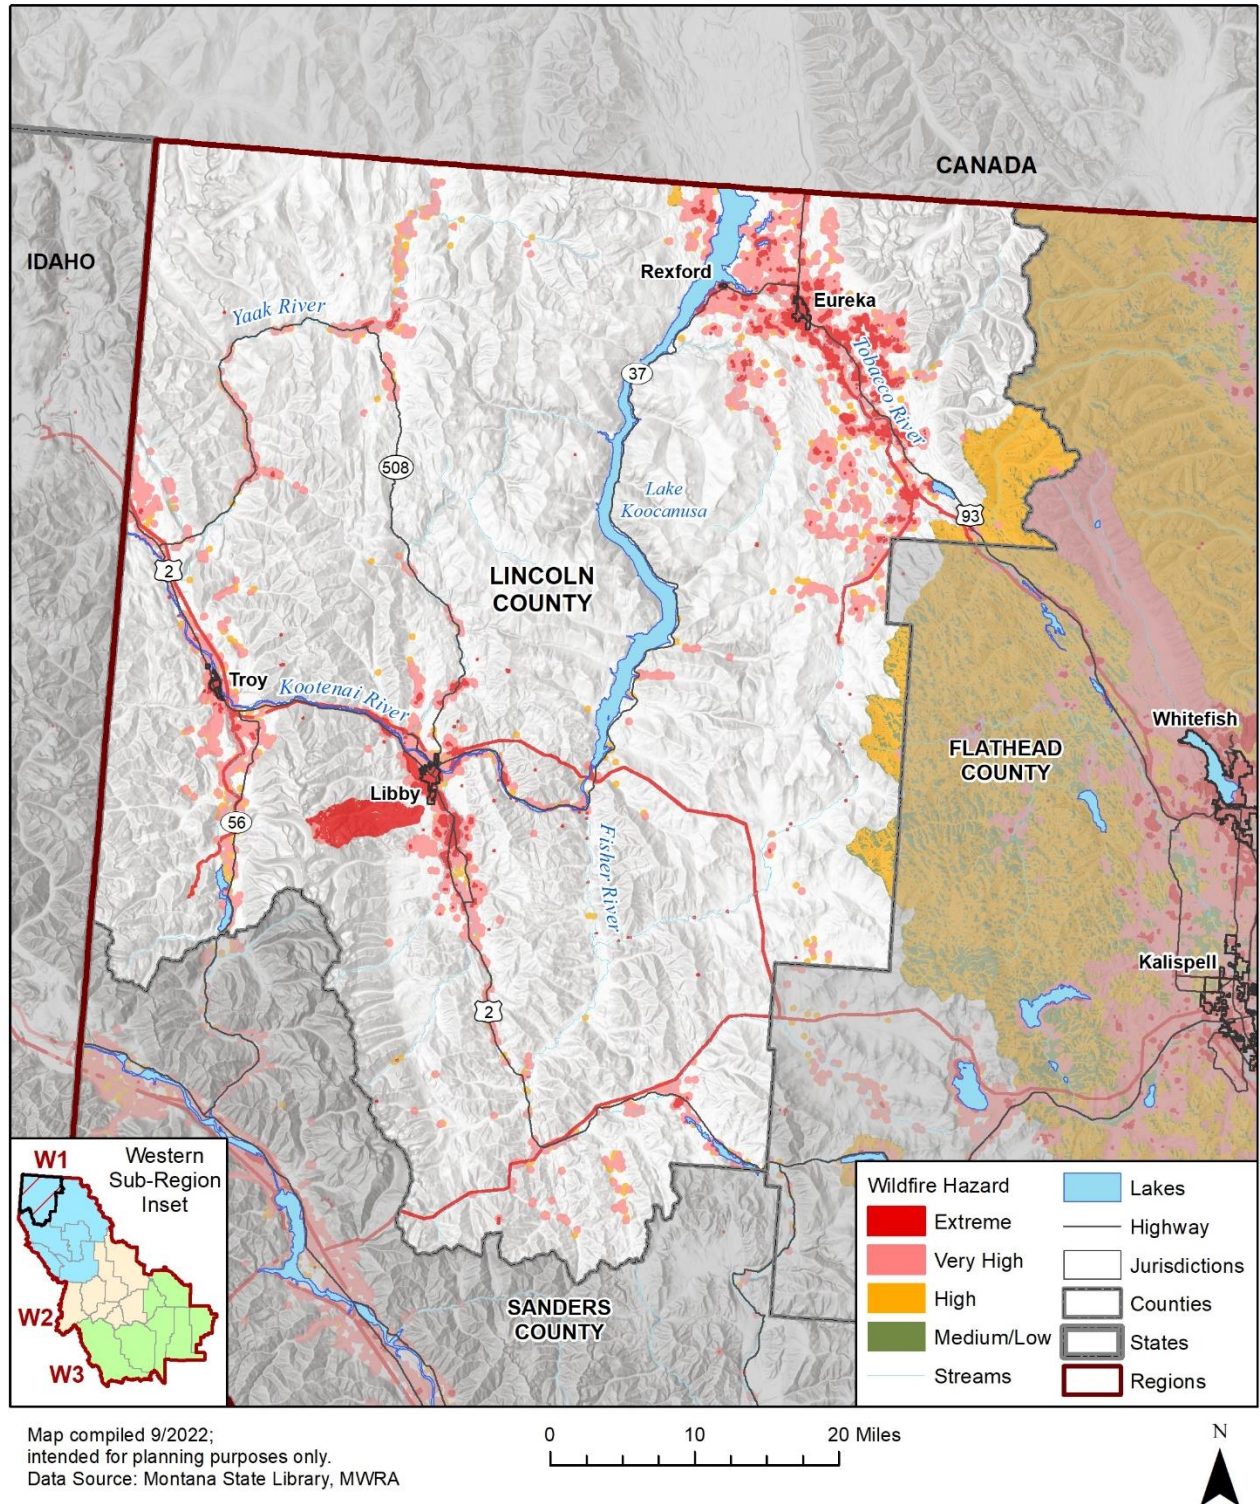 CANADA
IDAHO
Rexford
Eureka
Yaak River
Tobacco River
37
508
Lake
Koocanusa
93
2
LINCOLN
COUNTY
Troy
Kootenai River
Whitefish
FLATHEAD
COUNTY
Libby
56
Fisher River
Kalispell
2
SANDERS
COUNTY
W1
Western
Sub-Region
Inset
W2
W3
Wildfire Hazard
Extreme
Very High
High
Medium/Low
Streams
Lakes
Highway
Jurisdictions
Counties
States
Regions
Map compiled 9/2022;
intended for planning purposes only.
Data Source: Montana State Library, MWRA
0 10 20 Miles
N